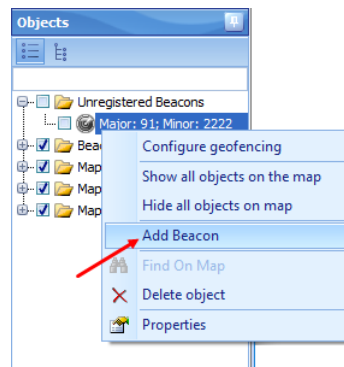 Objects
Unregistered Beacons
Major: 91; Minor: 2222
Bea
Configure geofencing
Map
Show all objects on the map
Map
Hide all objects on map
Map
Add Beacon
Find On Map
Delete object
Properties